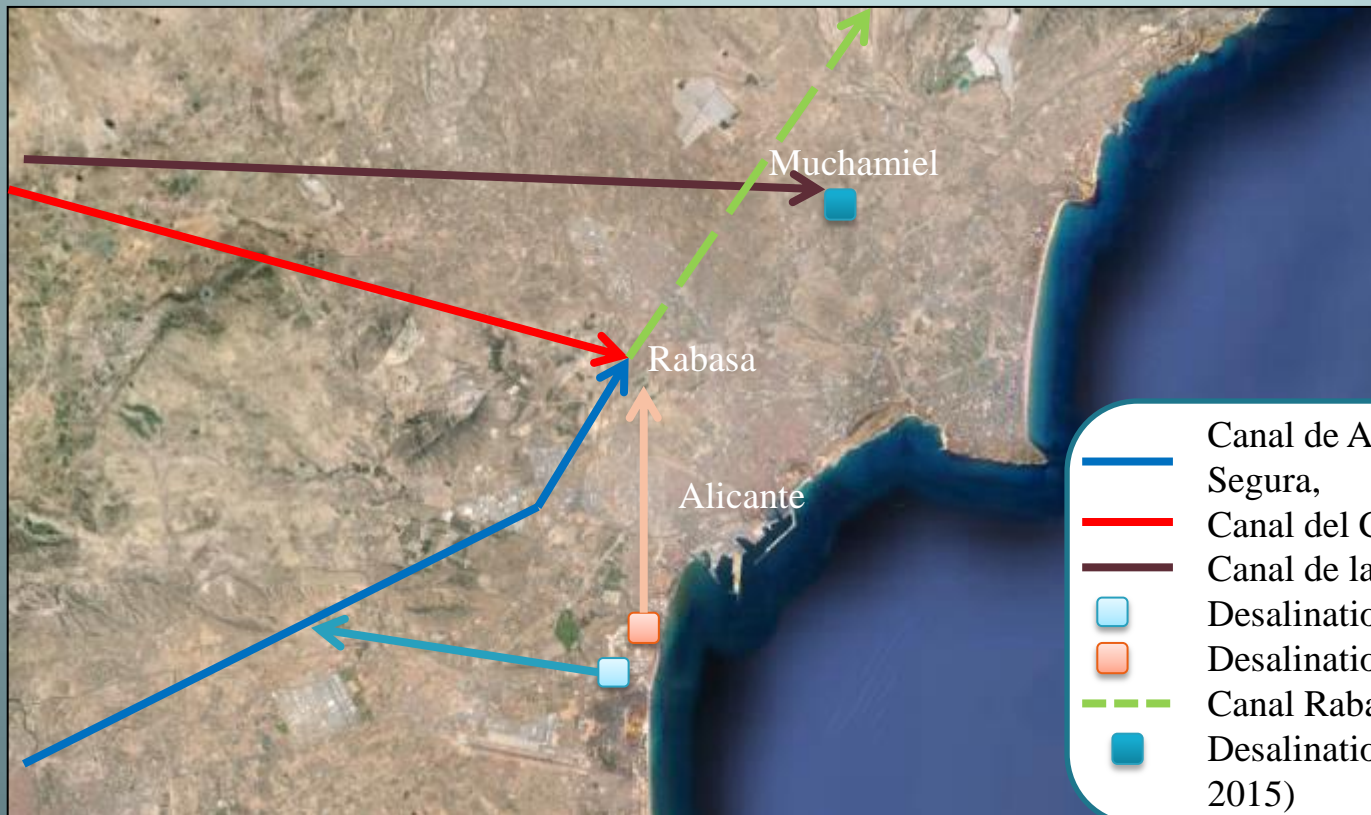 Muchamiel
Rabasa
Alicante
Canal de A
Segura,
Canal del C
Canal de la
Desalinatio
Desalinatio
Canal Raba
Desalinatio
2015)